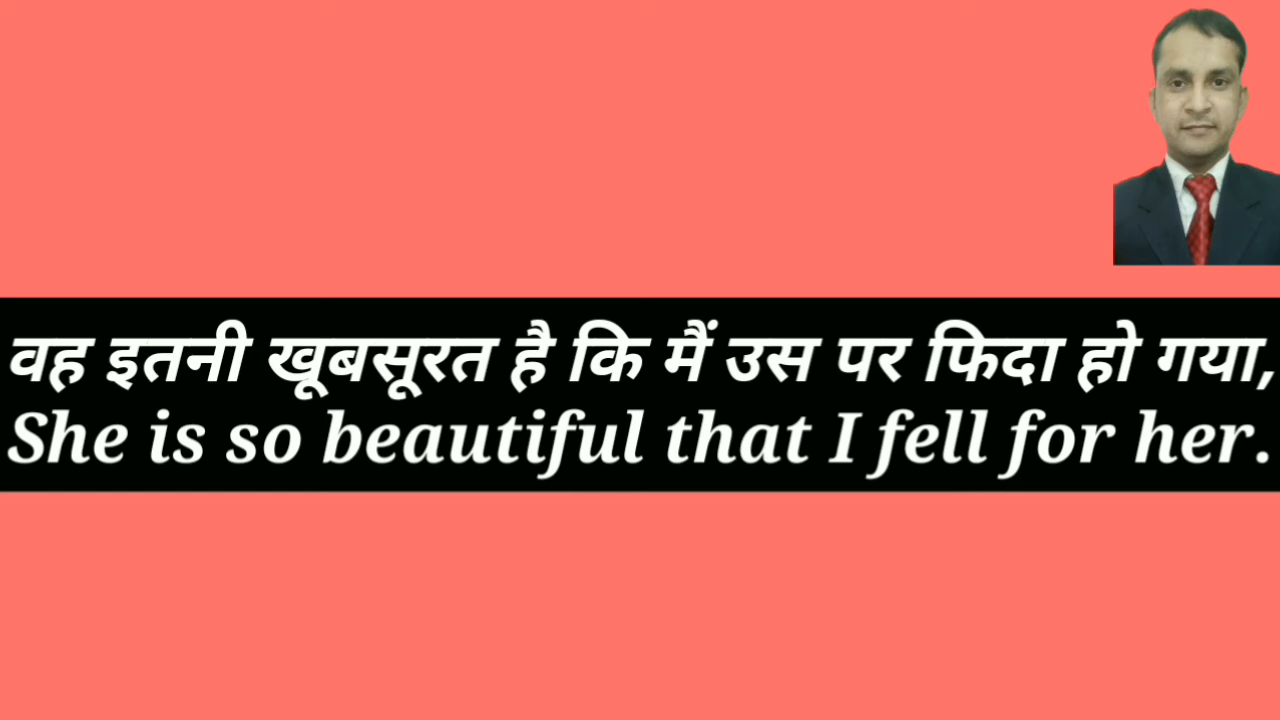 वह इतनी खूबसूरत है कि मैं उस पर फिदा हो गया,
She is so beautiful that I fell for her.